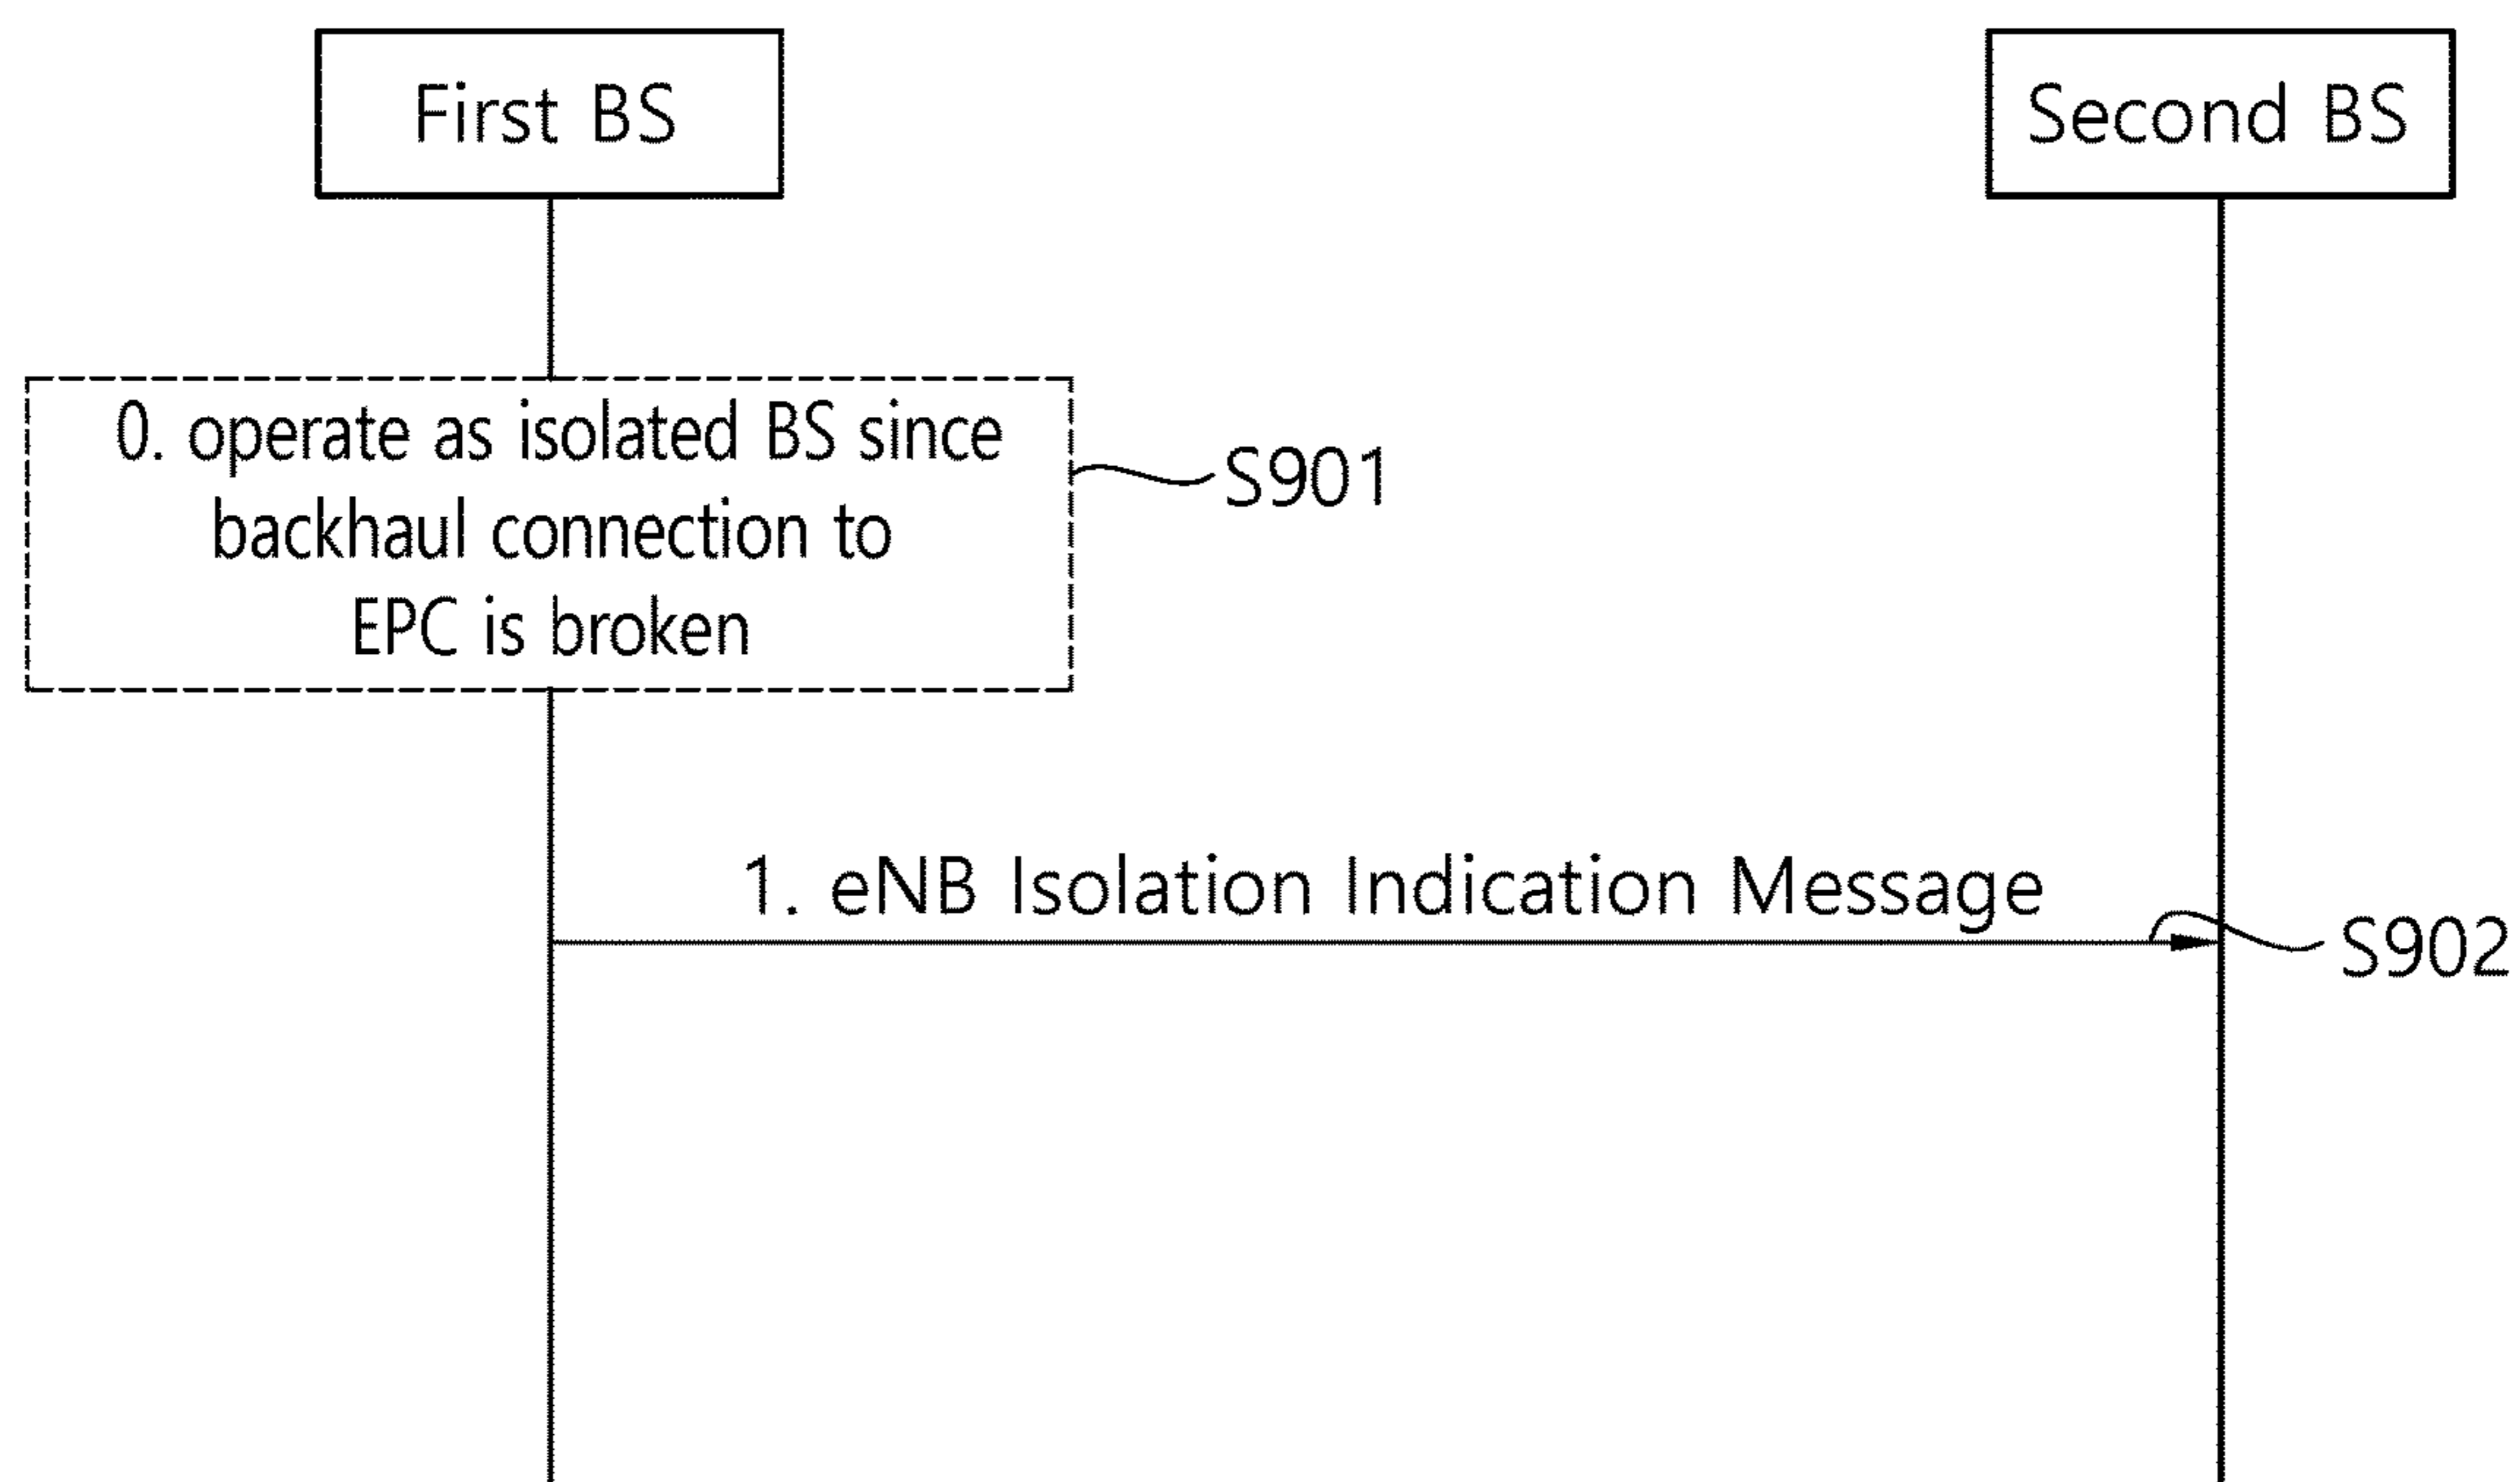 First BS
Second BS
0. operate as isolated BS since
backhaul connection to
EPC is broken
S901
1. eNB Isolation Indication Message
S902